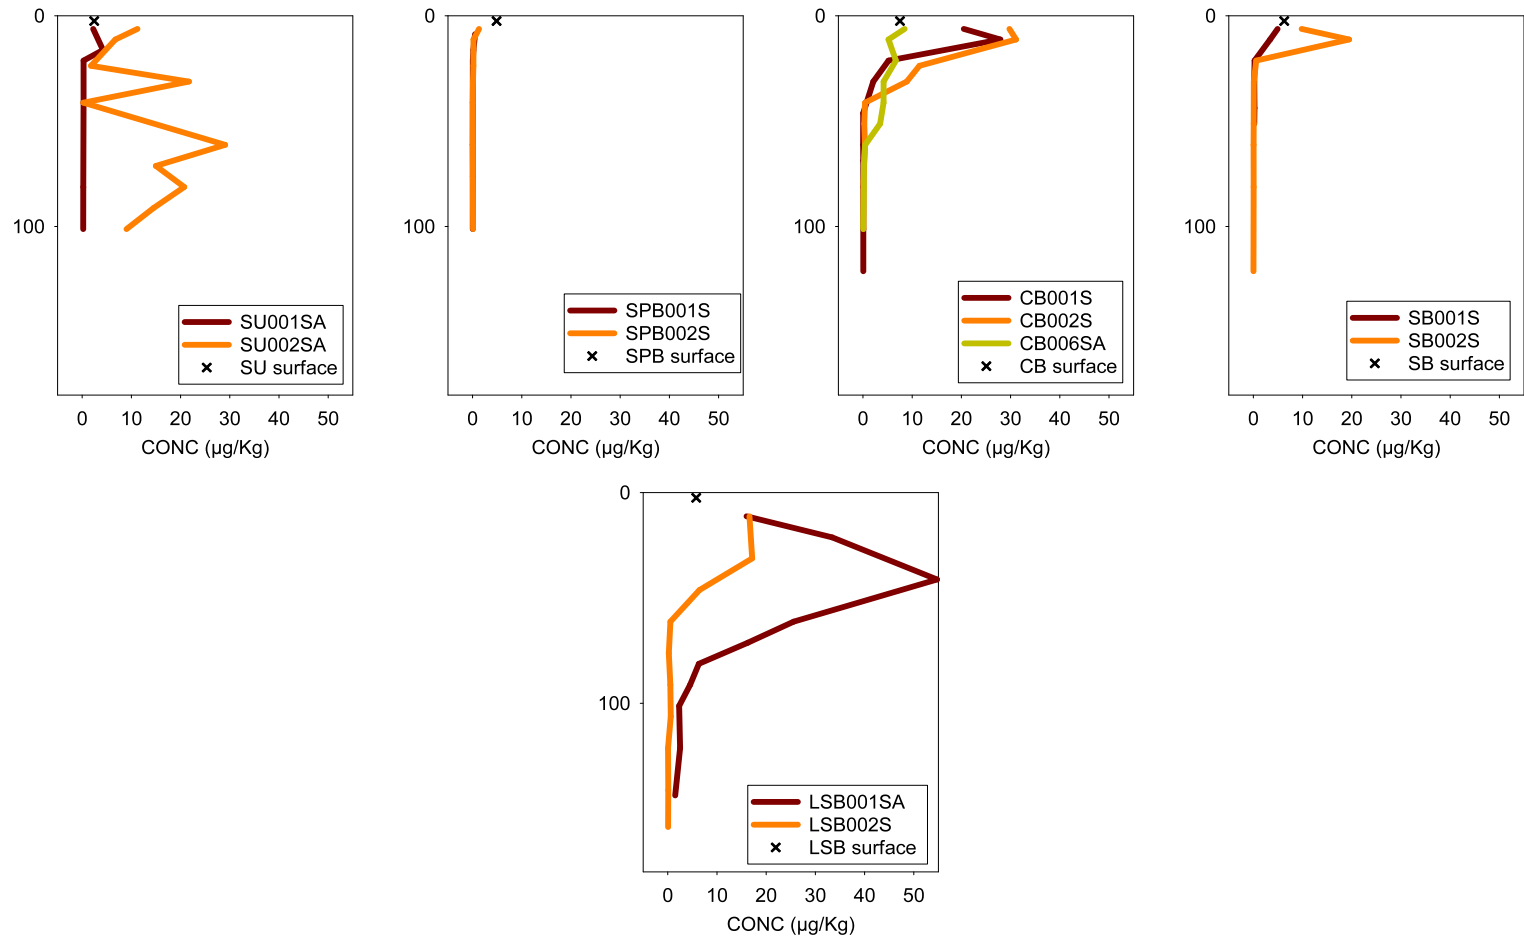 0
100
SU001SA
SU002SA
SU surface
0 10 20 30 40 50
CONC (µg/Kg)
0
100
SPB001S
SPB002S
SPB surface
0 10 20 30 40 50
CONC (µg/Kg)
0
100
CB001S
CB002S
CB006SA
CB surface
0 10 20 30 40 50
CONC (µg/Kg)
0
100
SB001S
SB002S
SB surface
0 10 20 30 40 50
CONC (µg/Kg)
0
100
LSB001SA
LSB002S
LSB surface
0 10 20 30 40 50
CONC (µg/Kg)